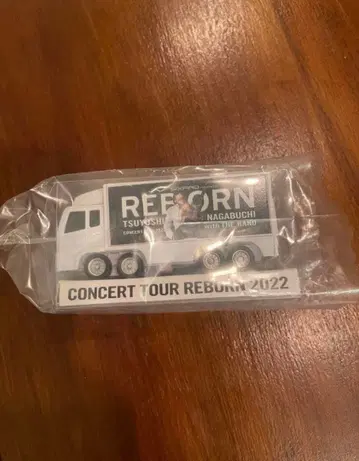 REBORN
TSUYOSHI NAGABUCHI
WITH THE BAND
CONCERT TOUR REBORN 2022